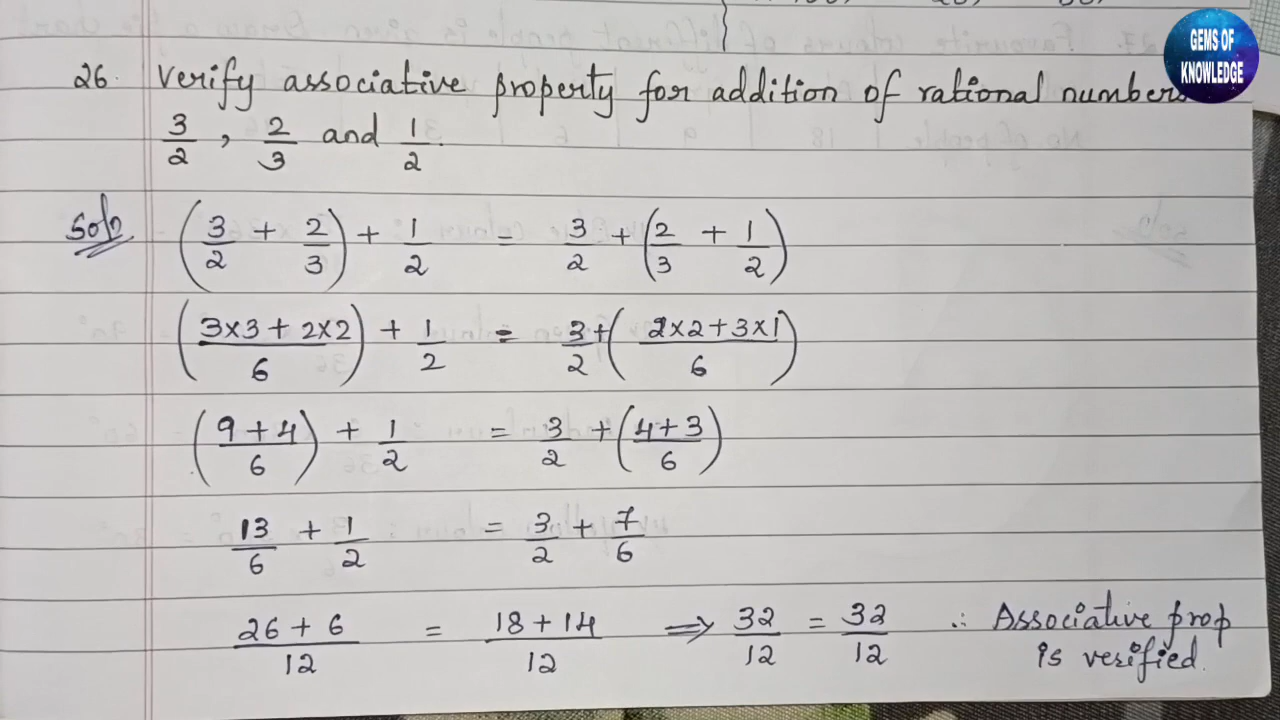 GEMS OF
KNOWLEDGE
26. Verify associative property for addition of rational numbers
3/2 , 2/3 and 1/2.
Soln (3/2 + 2/3) + 1/2 = 3/2 + (2/3 + 1/2)
((3×3 + 2×2)/6) + 1/2 = 3/2 + ((2×2 + 3×1)/6)
((9 + 4)/6) + 1/2 = 3/2 + ((4 + 3)/6)
13/6 + 1/2 = 3/2 + 7/6
(26 + 6)/12 = (18 + 14)/12 ⇒ 32/12 = 32/12 ∴ Associative prop
is verified.